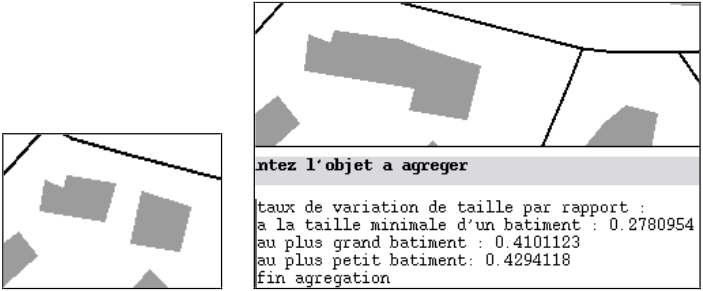 ntez l'objet a agreger
taux de variation de taille par rapport :
a la taille minimale d'un batiment : 0.2780954
au plus grand batiment : 0.4101123
au plus petit batiment: 0.4294118
fin agregation